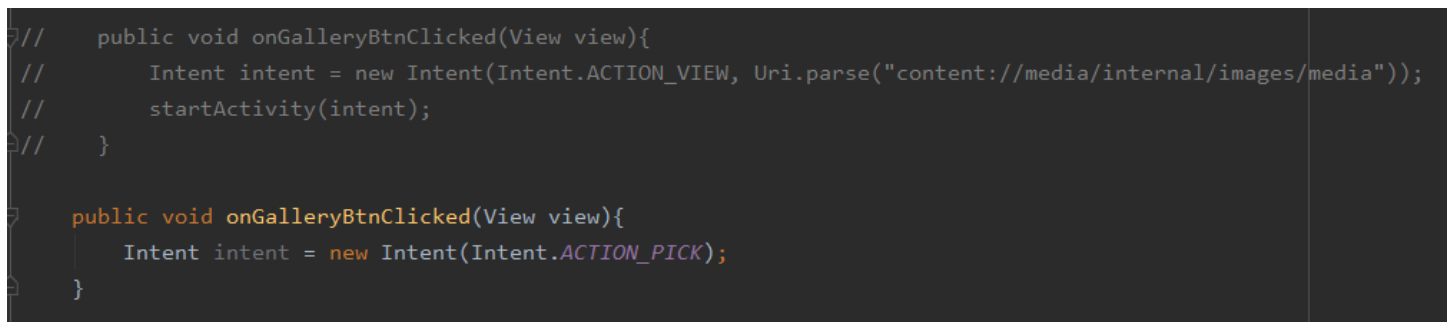 //    public void onGalleryBtnClicked(View view){
//        Intent intent = new Intent(Intent.ACTION_VIEW, Uri.parse("content://media/internal/images/media"));
//        startActivity(intent);
//    }
public void onGalleryBtnClicked(View view){
    Intent intent = new Intent(Intent.ACTION_PICK);
}